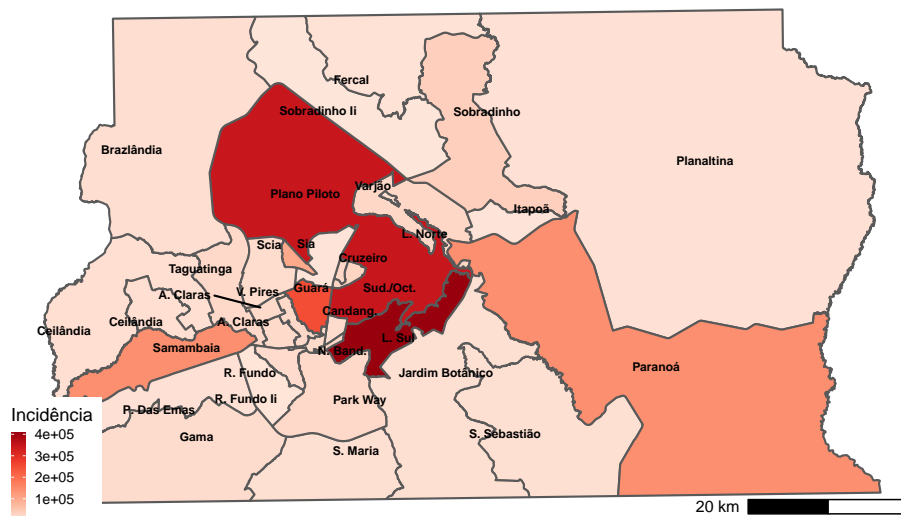 Fercal
Sobradinho Ii
Sobradinho
Brazlândia
Planaltina
Varjão
Plano Piloto
Itapoã
L. Norte
Scia
Sia
Cruzeiro
Taguatinga
V. Pires
Guará
Sud./Oct.
A. Claras
Candang.
Ceilândia
Ceilândia
A. Claras
L. Sul
Samambaia
N. Band.
Paranoá
R. Fundo
Jardim Botânico
R. Fundo Ii
Park Way
P. Das Emas
Gama
S. Sebastião
S. Maria
Incidência
4e+05
3e+05
2e+05
1e+05
20 km